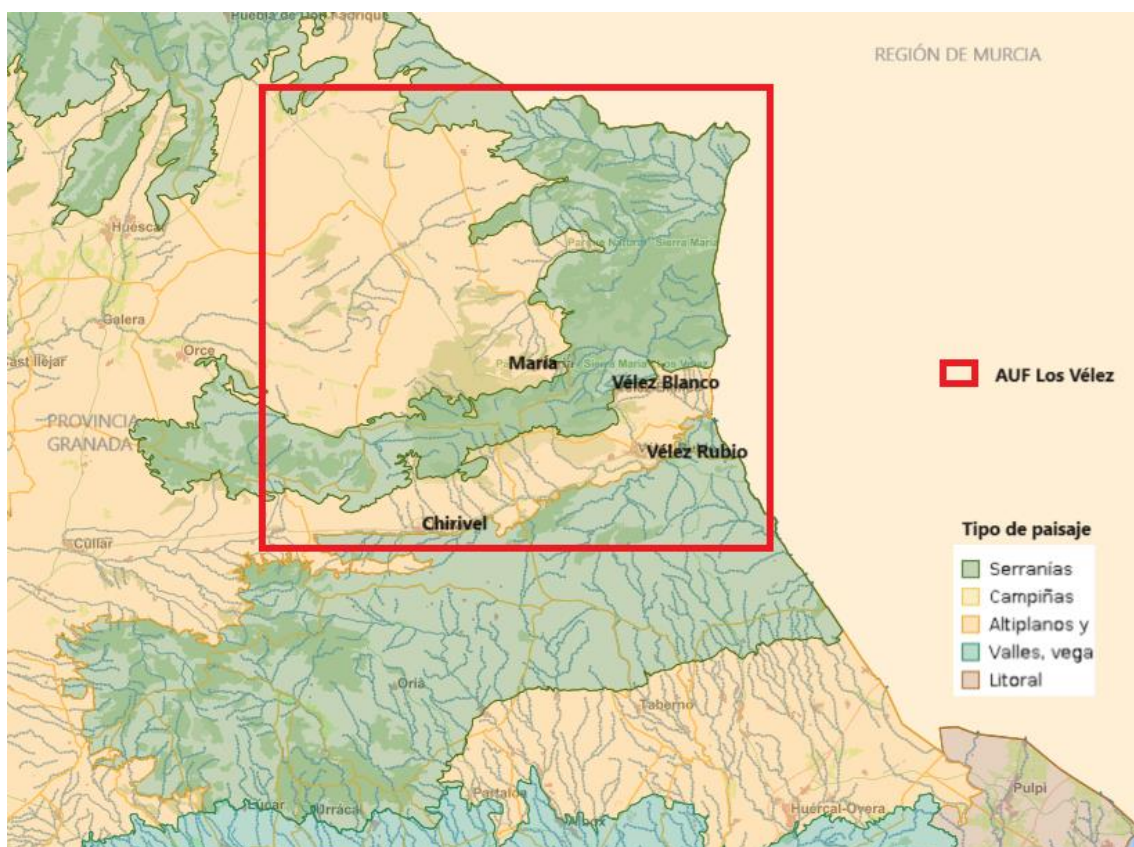 Puebla de Don Fadrique
REGIÓN DE MURCIA
Huéscar
Parque Natural Sierra María
Galera
Orce
María
Sierra María Los Vélez
Vélez Blanco
AUF Los Vélez
PROVINCIA
GRANADA
Vélez Rubio
Chirivel
Cúllar
Tipo de paisaje
Serranías
Campiñas
Altiplanos y
Valles, vega
Litoral
Oria
Taberno
Pulpí
Partaloa
Lúcar
Urrácal
Huércal-Overa